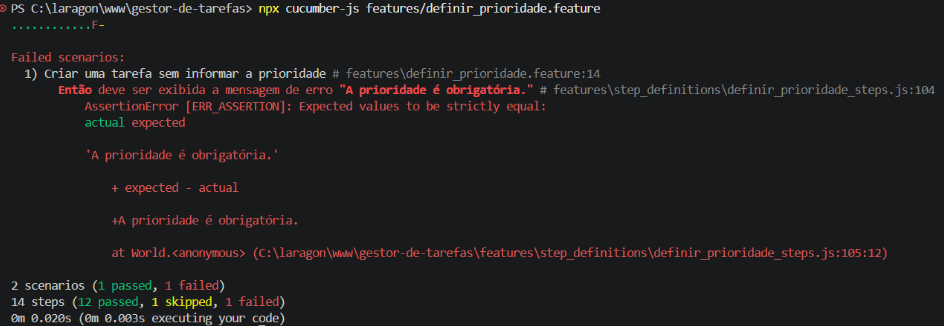 PS C:\laragon\www\gestor-de-tarefas> npx cucumber-js features/definir_prioridade.feature
............F-
Failed scenarios:
1) Criar uma tarefa sem informar a prioridade # features\definir_prioridade.feature:14
Então deve ser exibida a mensagem de erro "A prioridade é obrigatória." # features\step_definitions\definir_prioridade_steps.js:104
AssertionError [ERR_ASSERTION]: Expected values to be strictly equal:
actual expected
'A prioridade é obrigatória.'
+ expected - actual
+A prioridade é obrigatória.
at World.<anonymous> (C:\laragon\www\gestor-de-tarefas\features\step_definitions\definir_prioridade_steps.js:105:12)
2 scenarios (1 passed, 1 failed)
14 steps (12 passed, 1 skipped, 1 failed)
0m 0.020s (0m 0.003s executing your code)